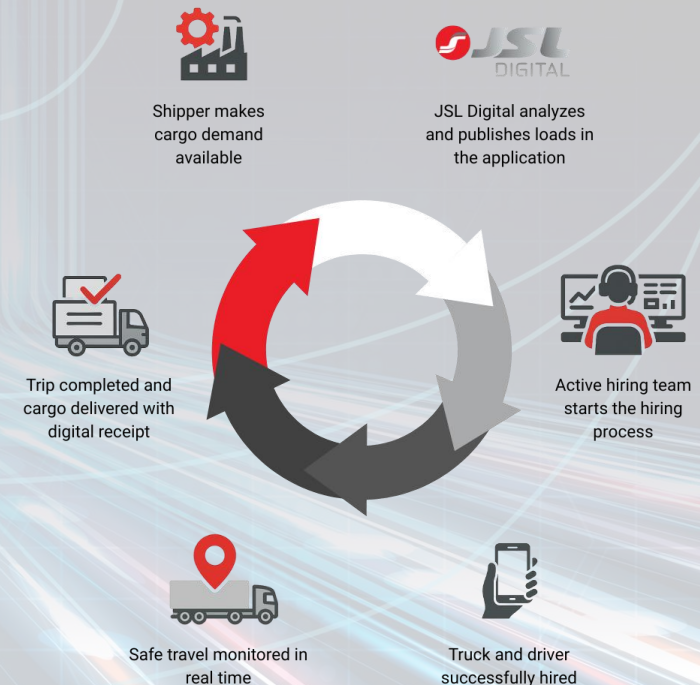 JSL
DIGITAL
Shipper makes
cargo demand
available
JSL Digital analyzes
and publishes loads in
the application
Active hiring team
starts the hiring
process
Truck and driver
successfully hired
Safe travel monitored in
real time
Trip completed and
cargo delivered with
digital receipt